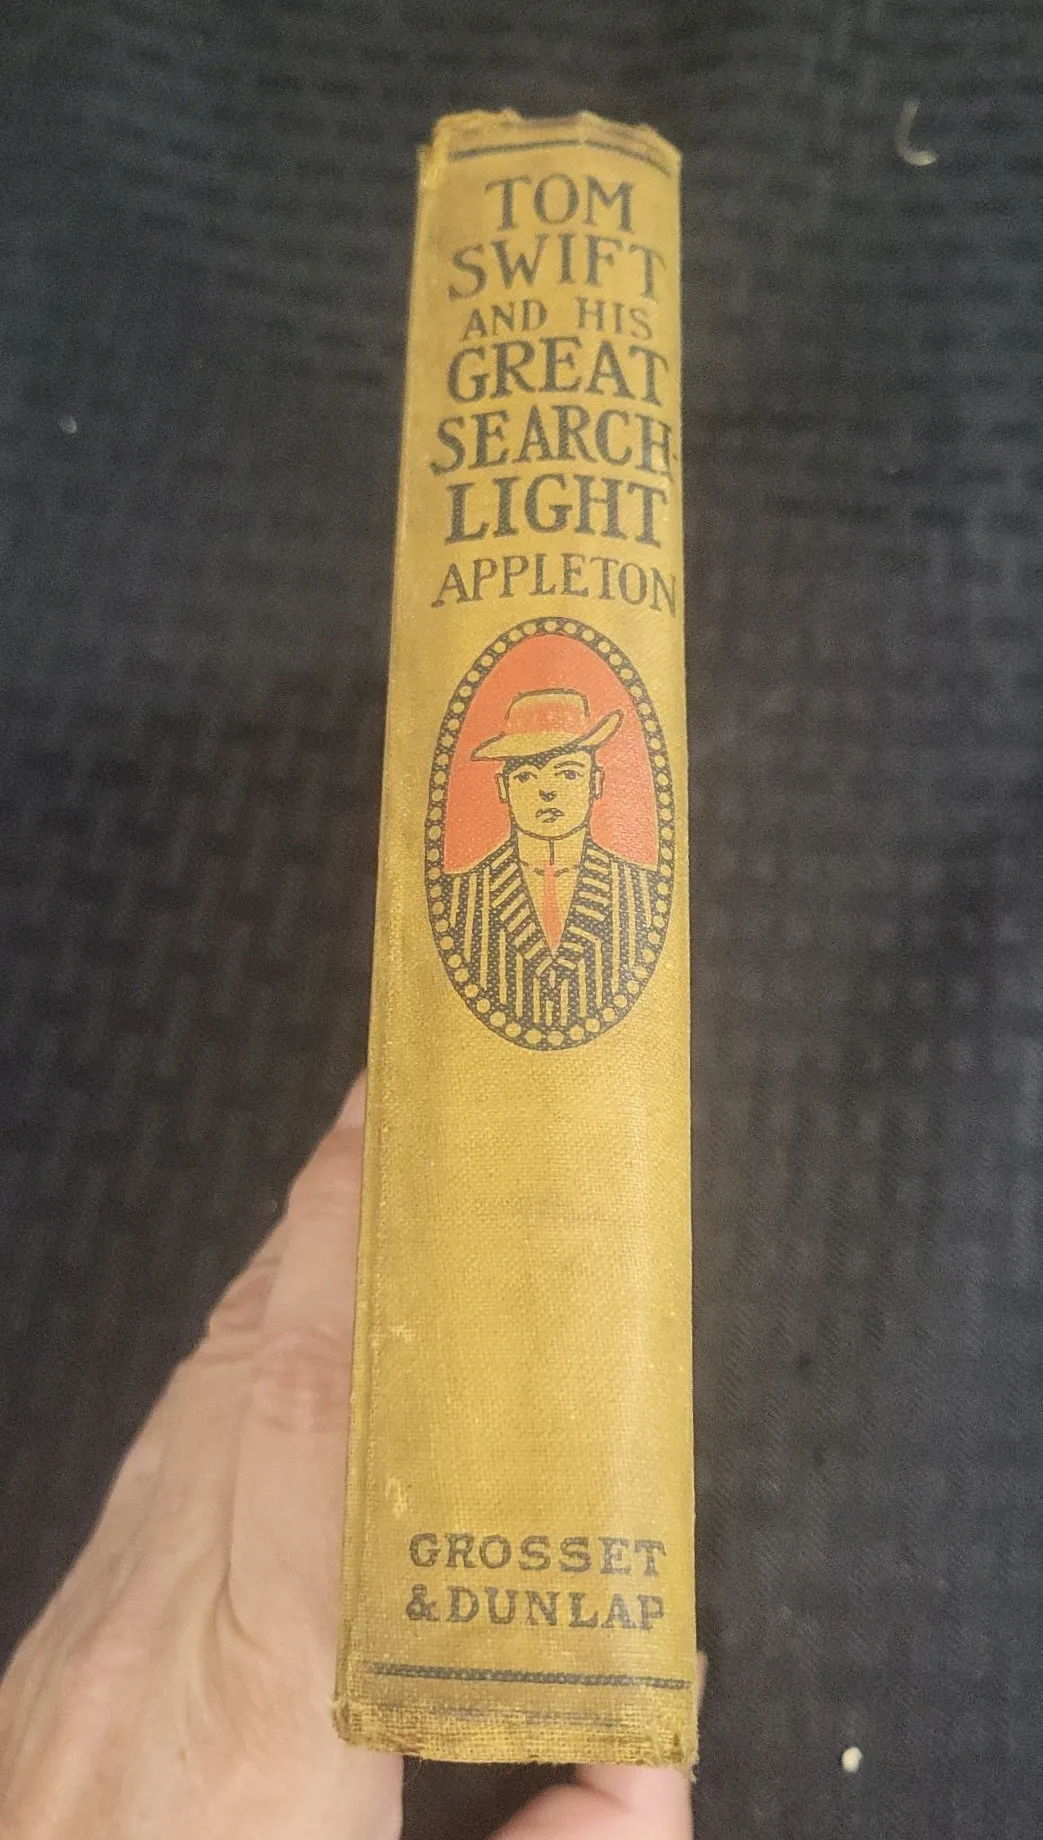 TOM
SWIFT
AND HIS
GREAT
SEARCH-
LIGHT
APPLETON
GROSSET
& DUNLAP